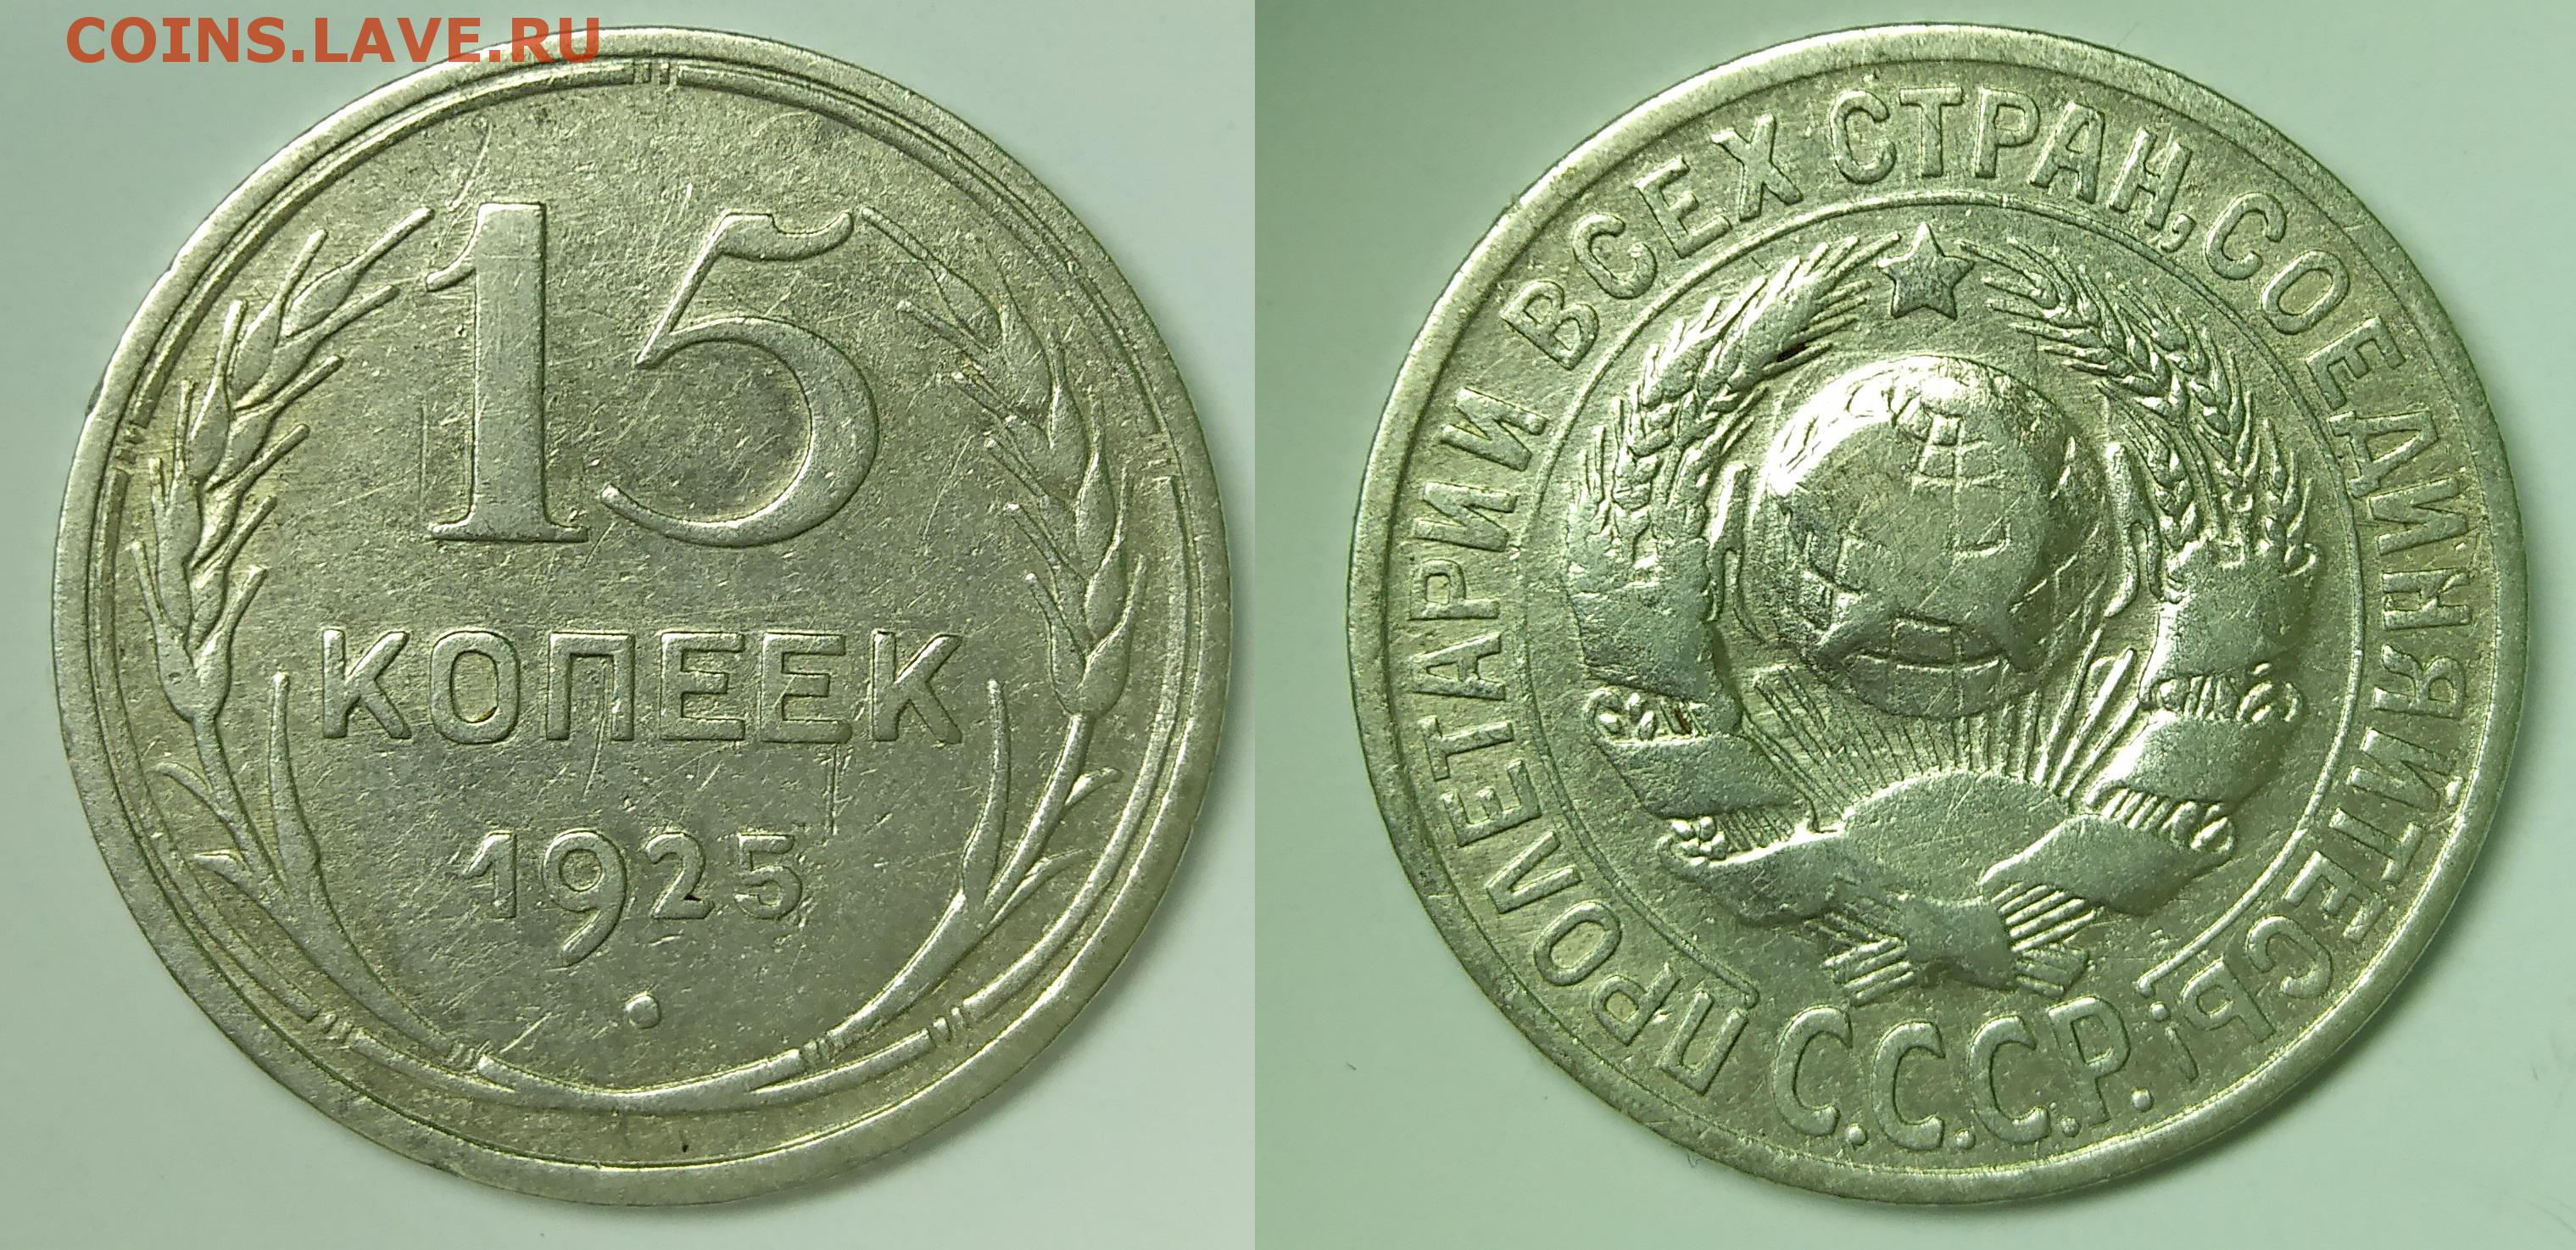 COINS.LAVE.RU
15
КОПЕЕК
1925
ПРОЛЕТАРИИ ВСЕХ СТРАН, СОЕДИНЯЙТЕСЬ!
С.С.С.Р.